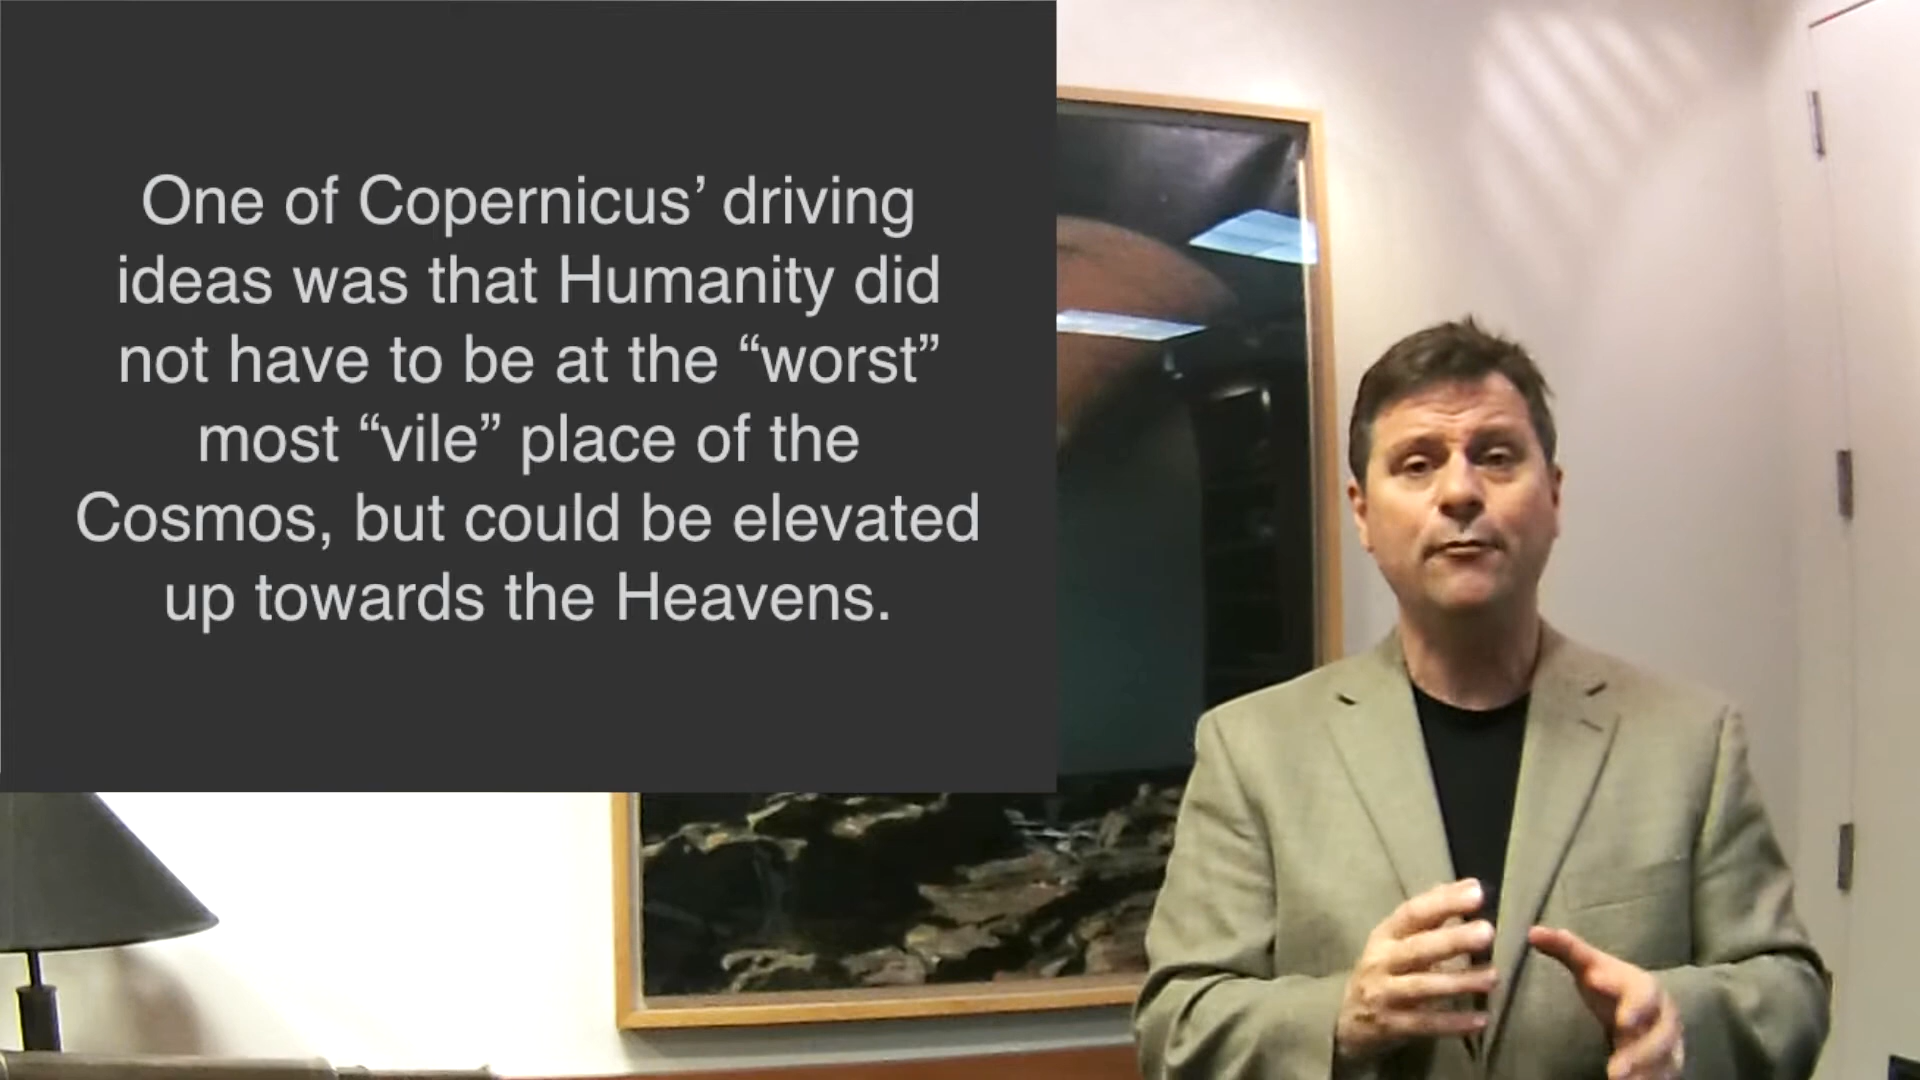 One of Copernicus’ driving
ideas was that Humanity did
not have to be at the “worst”
most “vile” place of the
Cosmos, but could be elevated
up towards the Heavens.